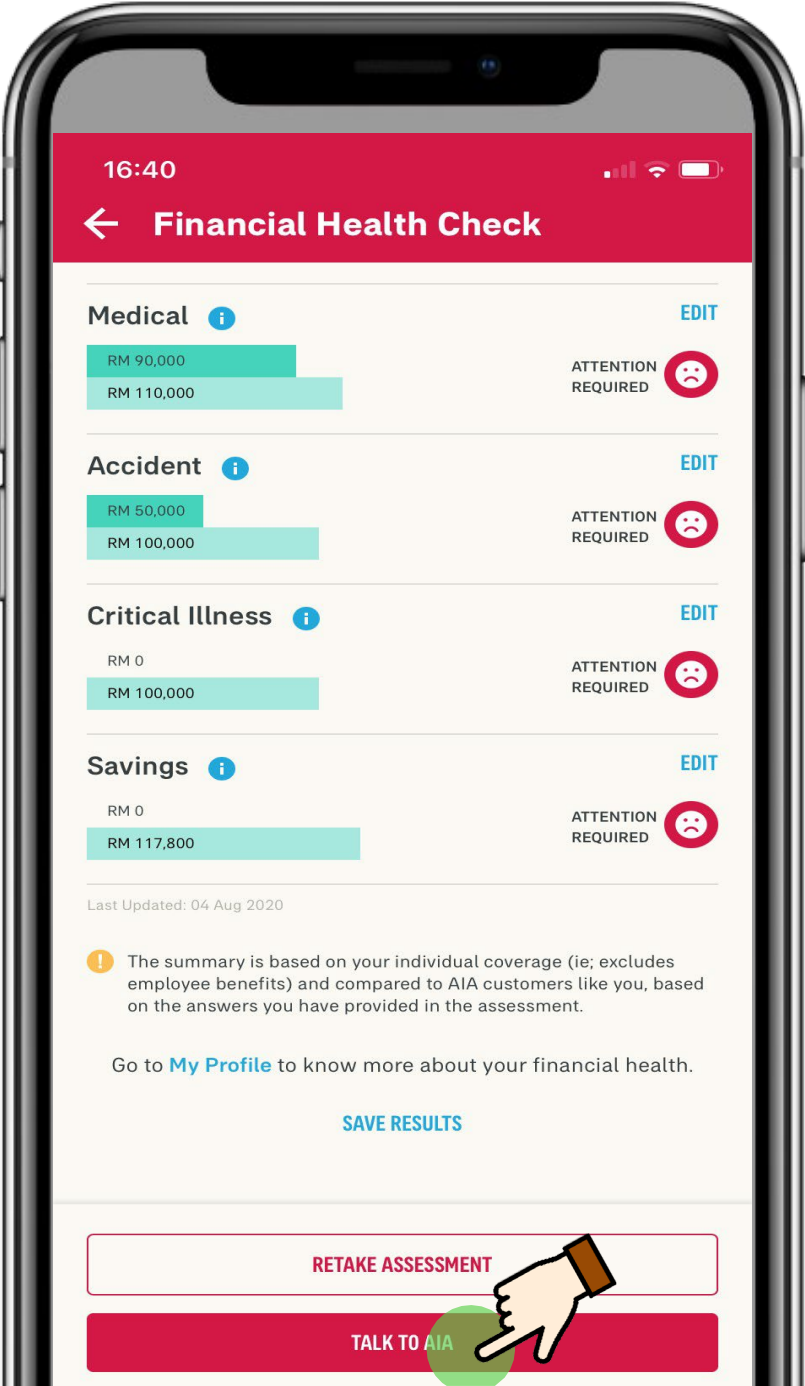 16:40
Financial Health Check
Medical
EDIT
RM 90,000
RM 110,000
ATTENTION
REQUIRED
Accident
EDIT
RM 50,000
RM 100,000
ATTENTION
REQUIRED
Critical Illness
EDIT
RM 0
RM 100,000
ATTENTION
REQUIRED
Savings
EDIT
RM 0
RM 117,800
ATTENTION
REQUIRED
Last Updated: 04 Aug 2020
The summary is based on your individual coverage (ie; excludes
employee benefits) and compared to AIA customers like you, based
on the answers you have provided in the assessment.
Go to My Profile to know more about your financial health.
SAVE RESULTS
RETAKE ASSESSMENT
TALK TO AIA